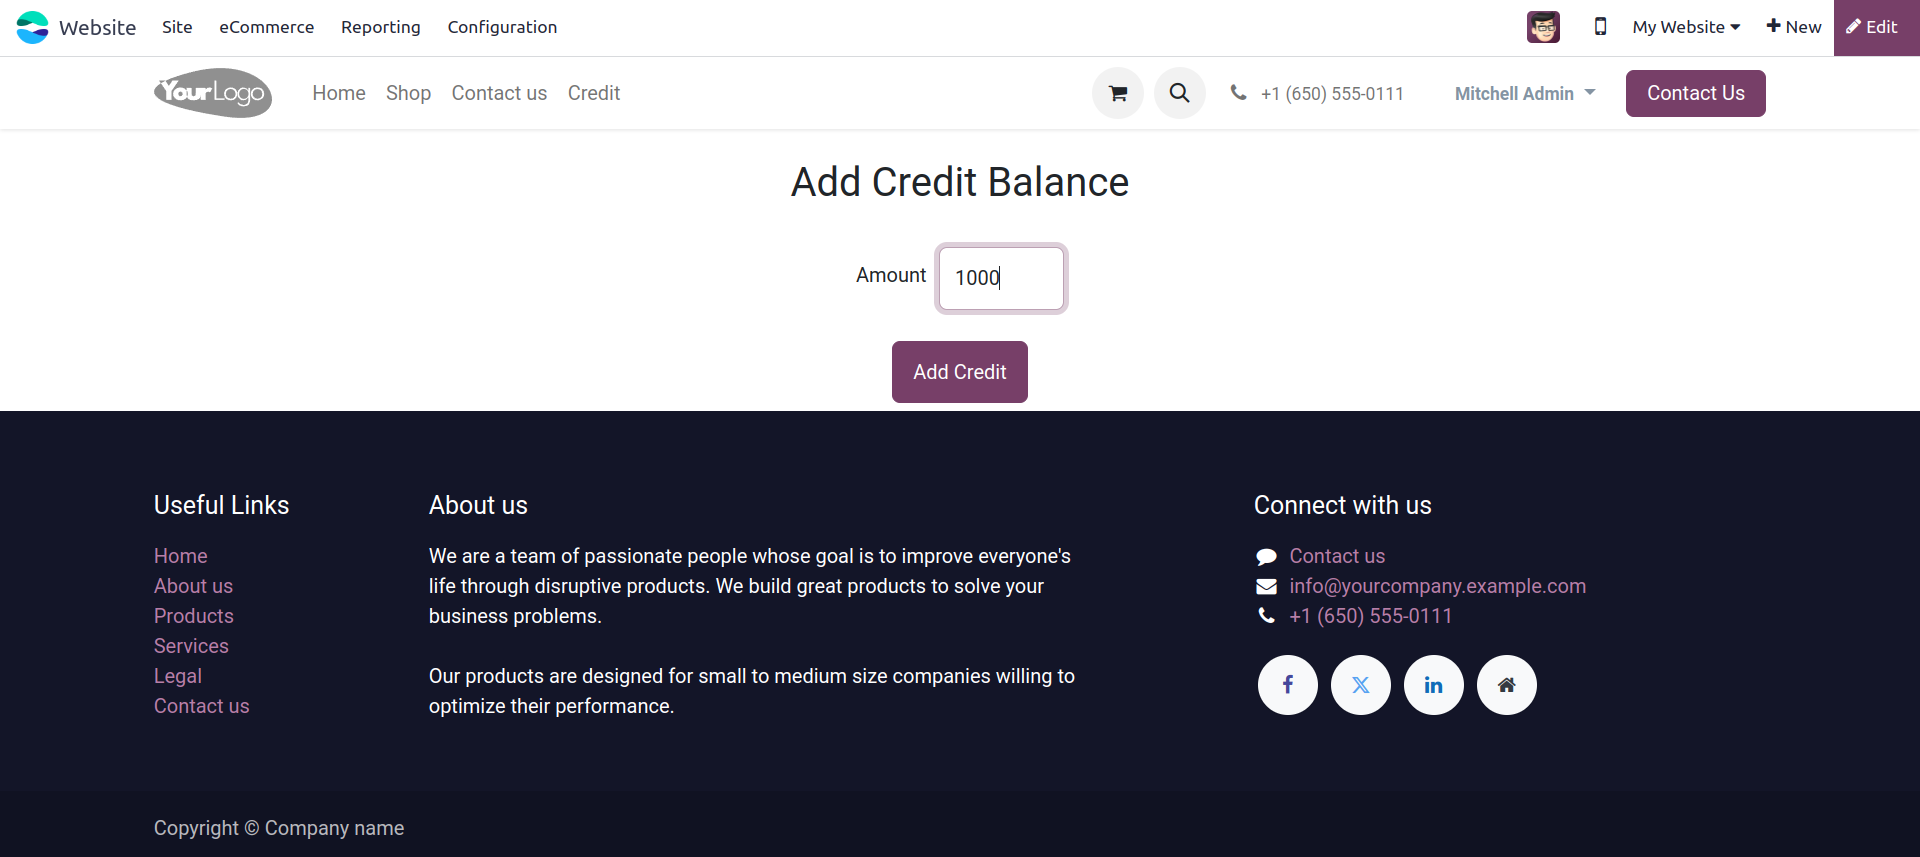 Website Site eCommerce Reporting Configuration My Website New Edit
YourLogo Home Shop Contact us Credit +1 (650) 555-0111 Mitchell Admin Contact Us
Add Credit Balance
Amount 1000
Add Credit
Useful Links
Home
About us
Products
Services
Legal
Contact us
About us
We are a team of passionate people whose goal is to improve everyone's
life through disruptive products. We build great products to solve your
business problems.
Our products are designed for small to medium size companies willing to
optimize their performance.
Connect with us
Contact us
info@yourcompany.example.com
+1 (650) 555-0111
Copyright © Company name